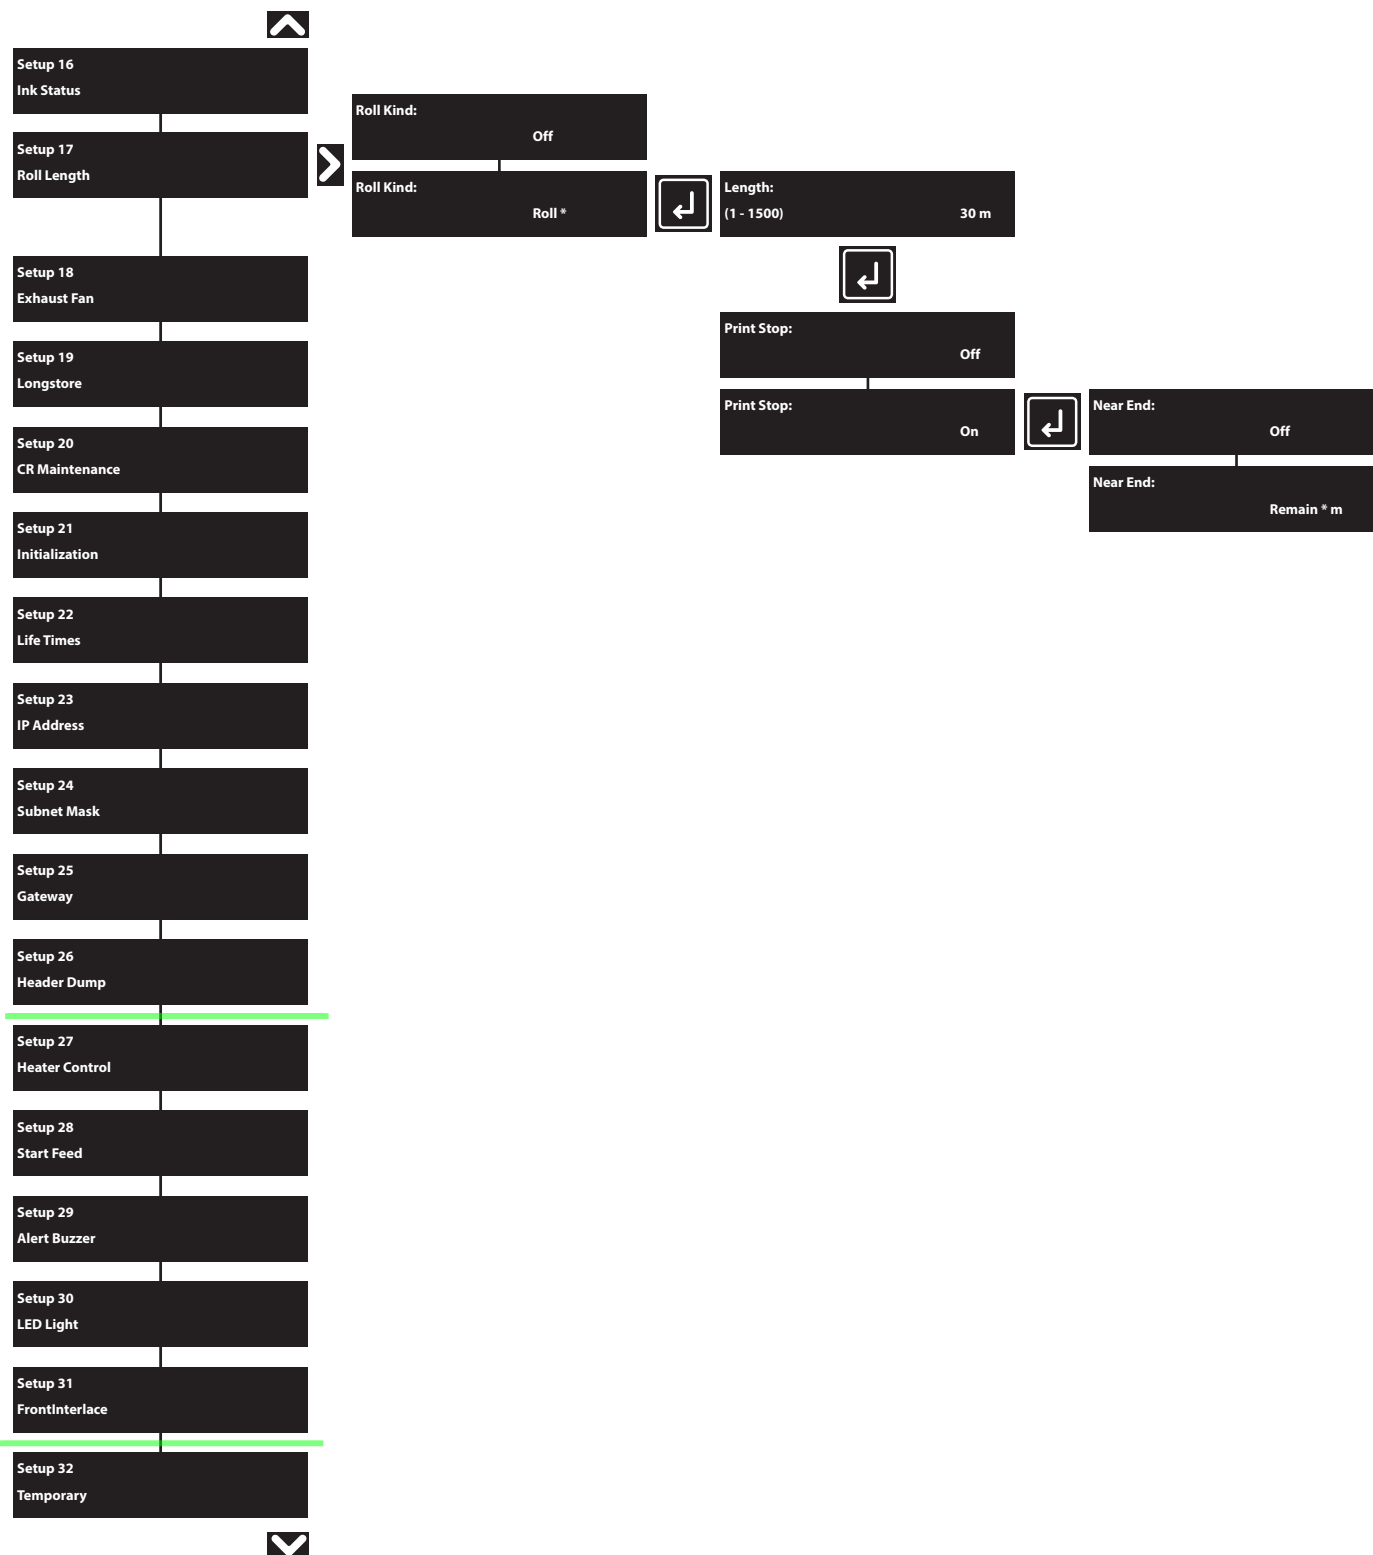 Setup 16
Ink Status
Setup 17
Roll Length
Roll Kind:
Off
Roll Kind:
Roll *
Length:
(1 - 1500) 30 m
Print Stop:
Off
Print Stop:
On
Near End:
Off
Near End:
Remain * m
Setup 18
Exhaust Fan
Setup 19
Longstore
Setup 20
CR Maintenance
Setup 21
Initialization
Setup 22
Life Times
Setup 23
IP Address
Setup 24
Subnet Mask
Setup 25
Gateway
Setup 26
Header Dump
Setup 27
Heater Control
Setup 28
Start Feed
Setup 29
Alert Buzzer
Setup 30
LED Light
Setup 31
FrontInterlace
Setup 32
Temporary